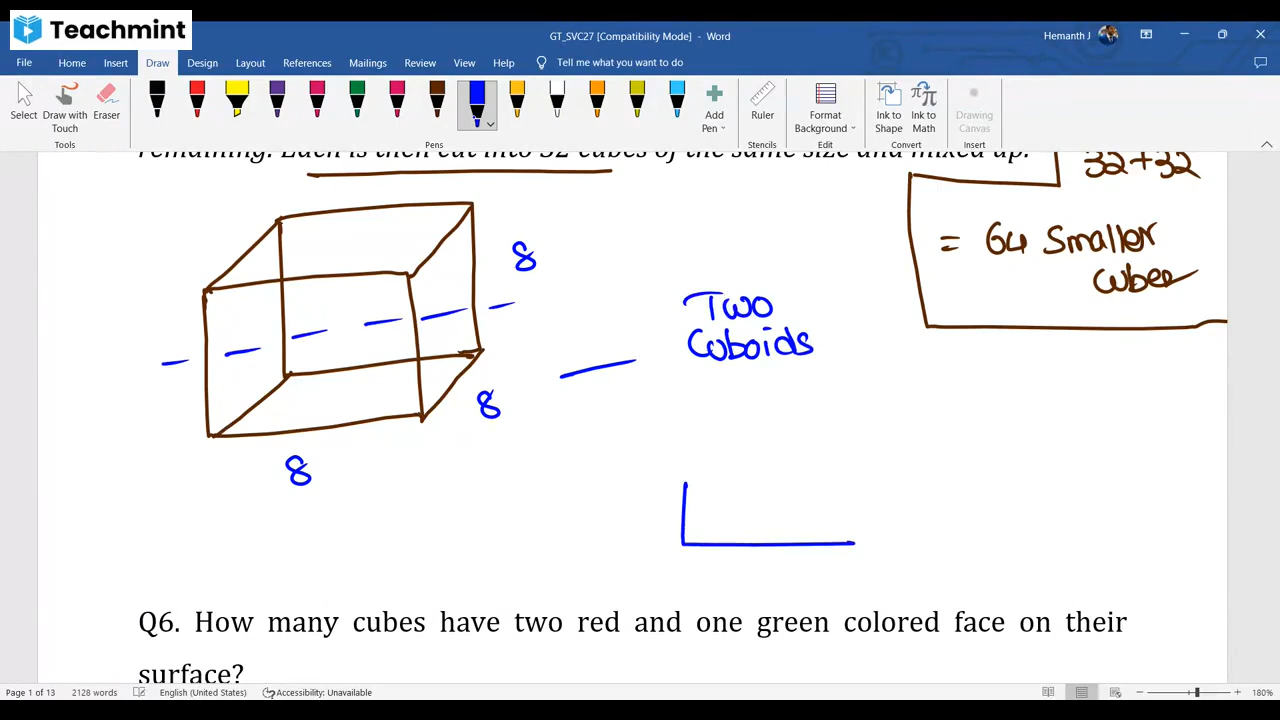 Teachmint
GT_SVC27 [Compatibility Mode] - Word
Hemanth J
File Home Insert Draw Design Layout References Mailings Review View Help Tell me what you want to do
Select
Draw with Touch
Eraser
Add Pen
Ruler
Format Background
Ink to Shape
Ink to Math
Drawing Canvas
Tools Pens Stencils Edit Convert Insert
remaining. Each is then cut into 32 cubes of the same size and mixed up.
32+32
= 64 Smaller
cubes
8
Two
Cuboids
8
8
Q6. How many cubes have two red and one green colored face on their
surface?
Page 1 of 13 2128 words English (United States) Accessibility: Unavailable 180%